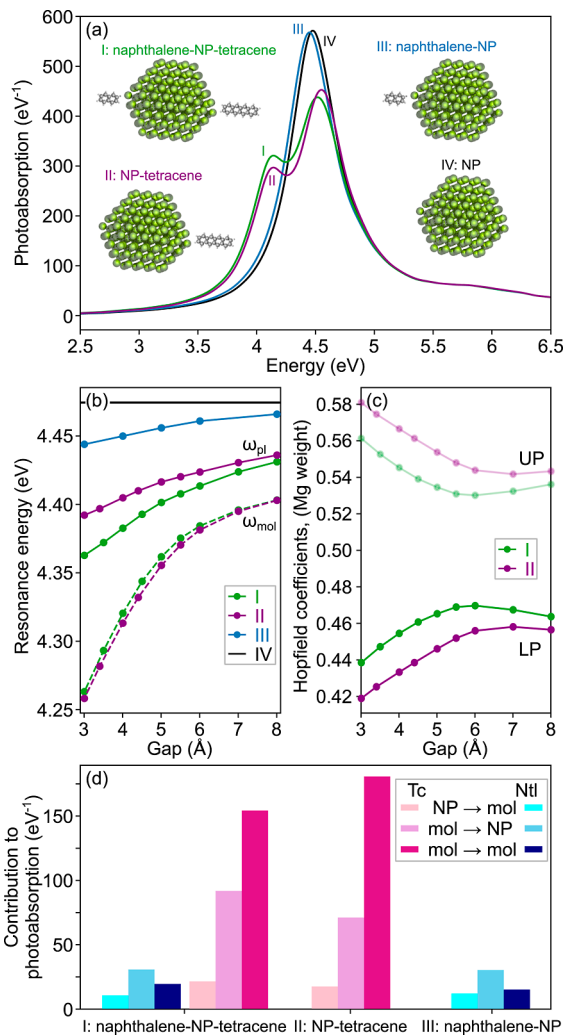 (a)
I: naphthalene-NP-tetracene
III
IV
III: naphthalene-NP
I
II
II: NP-tetracene
IV: NP
600
500
400
300
200
600
0
Photoabsorption (eV⁻¹)
2.5 3 3.5 4 4.5 5 5.5 6 6.5
Energy (eV)
(b)
4.45
4.40
4.35
4.30
4.25
Resonance energy (eV)
ωpl
ωmol
I
II
III
IV
3 4 5 6 7 8
Gap (Å)
(c)
0.58
0.56
0.54
0.52
0.50
0.48
0.46
0.44
0.42
Hopfield coefficients, (Mg weight)
UP
I
II
LP
3 4 5 6 7 8
Gap (Å)
(d)
Tc Ntl
NP → mol
mol → NP
mol → mol
150
100
50
25
0
Contribution to
photoabsorption (eV⁻¹)
I: naphthalene-NP-tetracene II: NP-tetracene III: naphthalene-NP